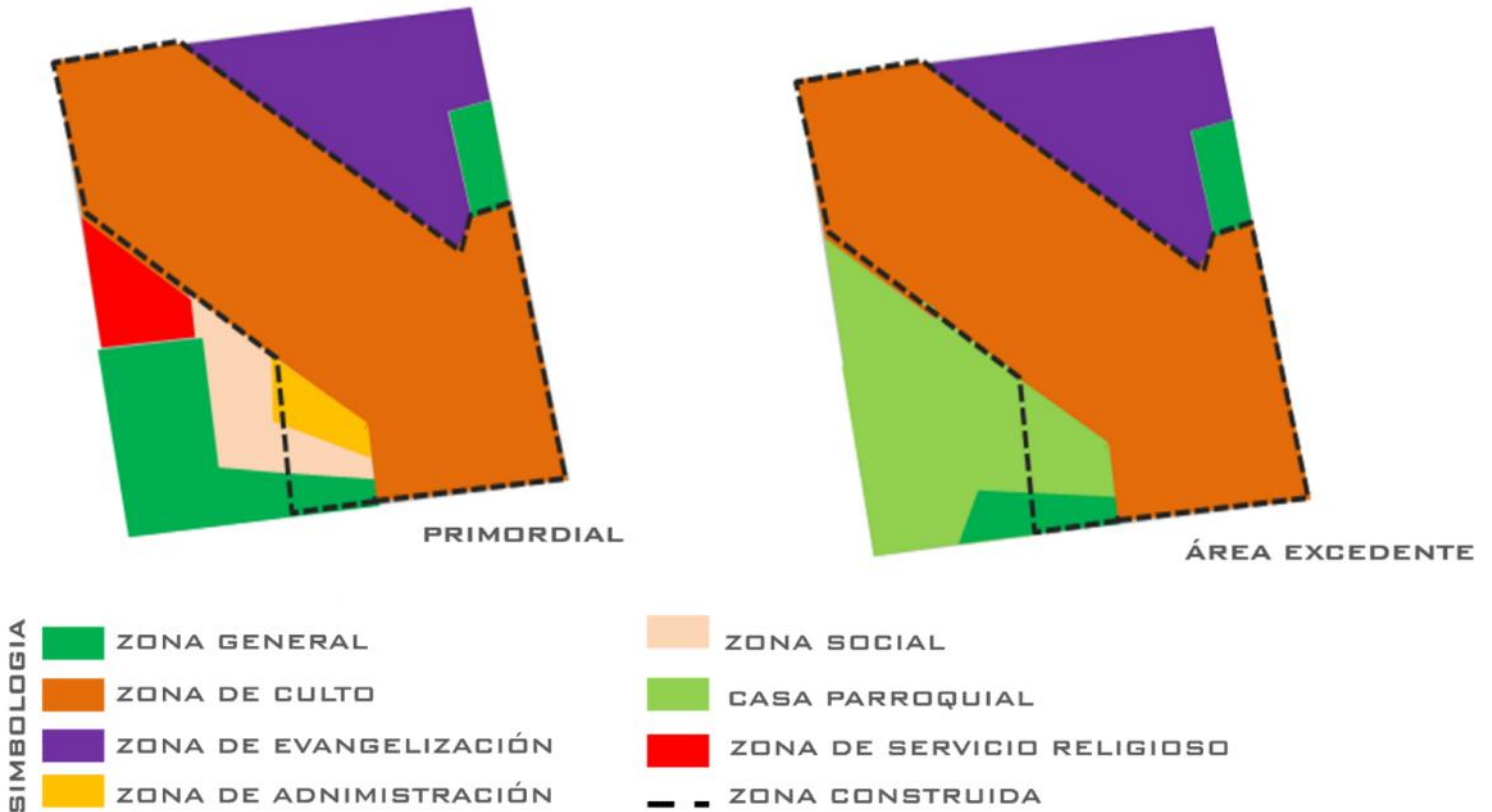 PRIMORDIAL
ÁREA EXCEDENTE
SIMBOLOGIA
ZONA GENERAL
ZONA DE CULTO
ZONA DE EVANGELIZACIÓN
ZONA DE ADNIMISTRACIÓN
ZONA SOCIAL
CASA PARROQUIAL
ZONA DE SERVICIO RELIGIOSO
ZONA CONSTRUIDA